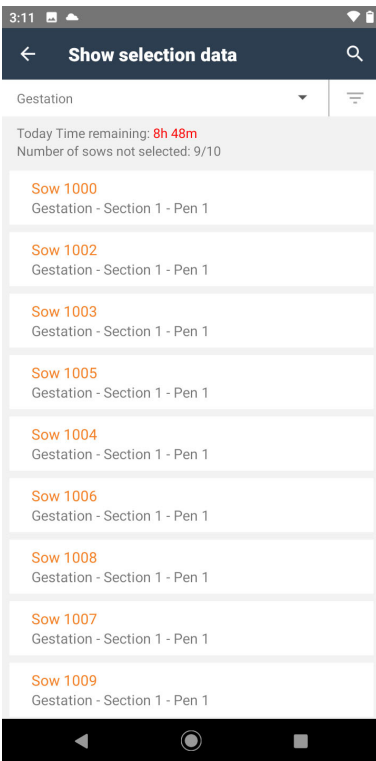 3:11
Show selection data
Gestation
Today Time remaining: 8h 48m
Number of sows not selected: 9/10
Sow 1000
Gestation - Section 1 - Pen 1
Sow 1002
Gestation - Section 1 - Pen 1
Sow 1003
Gestation - Section 1 - Pen 1
Sow 1005
Gestation - Section 1 - Pen 1
Sow 1004
Gestation - Section 1 - Pen 1
Sow 1006
Gestation - Section 1 - Pen 1
Sow 1008
Gestation - Section 1 - Pen 1
Sow 1007
Gestation - Section 1 - Pen 1
Sow 1009
Gestation - Section 1 - Pen 1